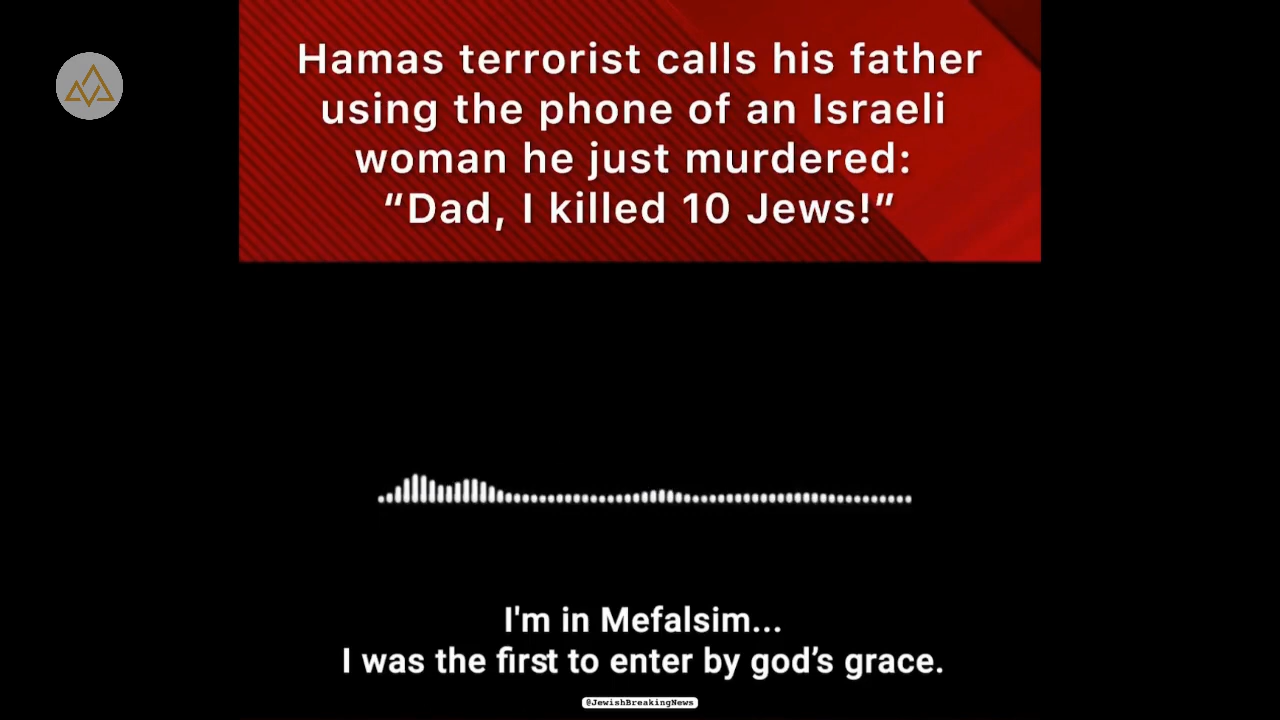 Hamas terrorist calls his father
using the phone of an Israeli
woman he just murdered:
“Dad, I killed 10 Jews!”
I'm in Mefalsim...
I was the first to enter by god’s grace.
@JewishBreakingNews